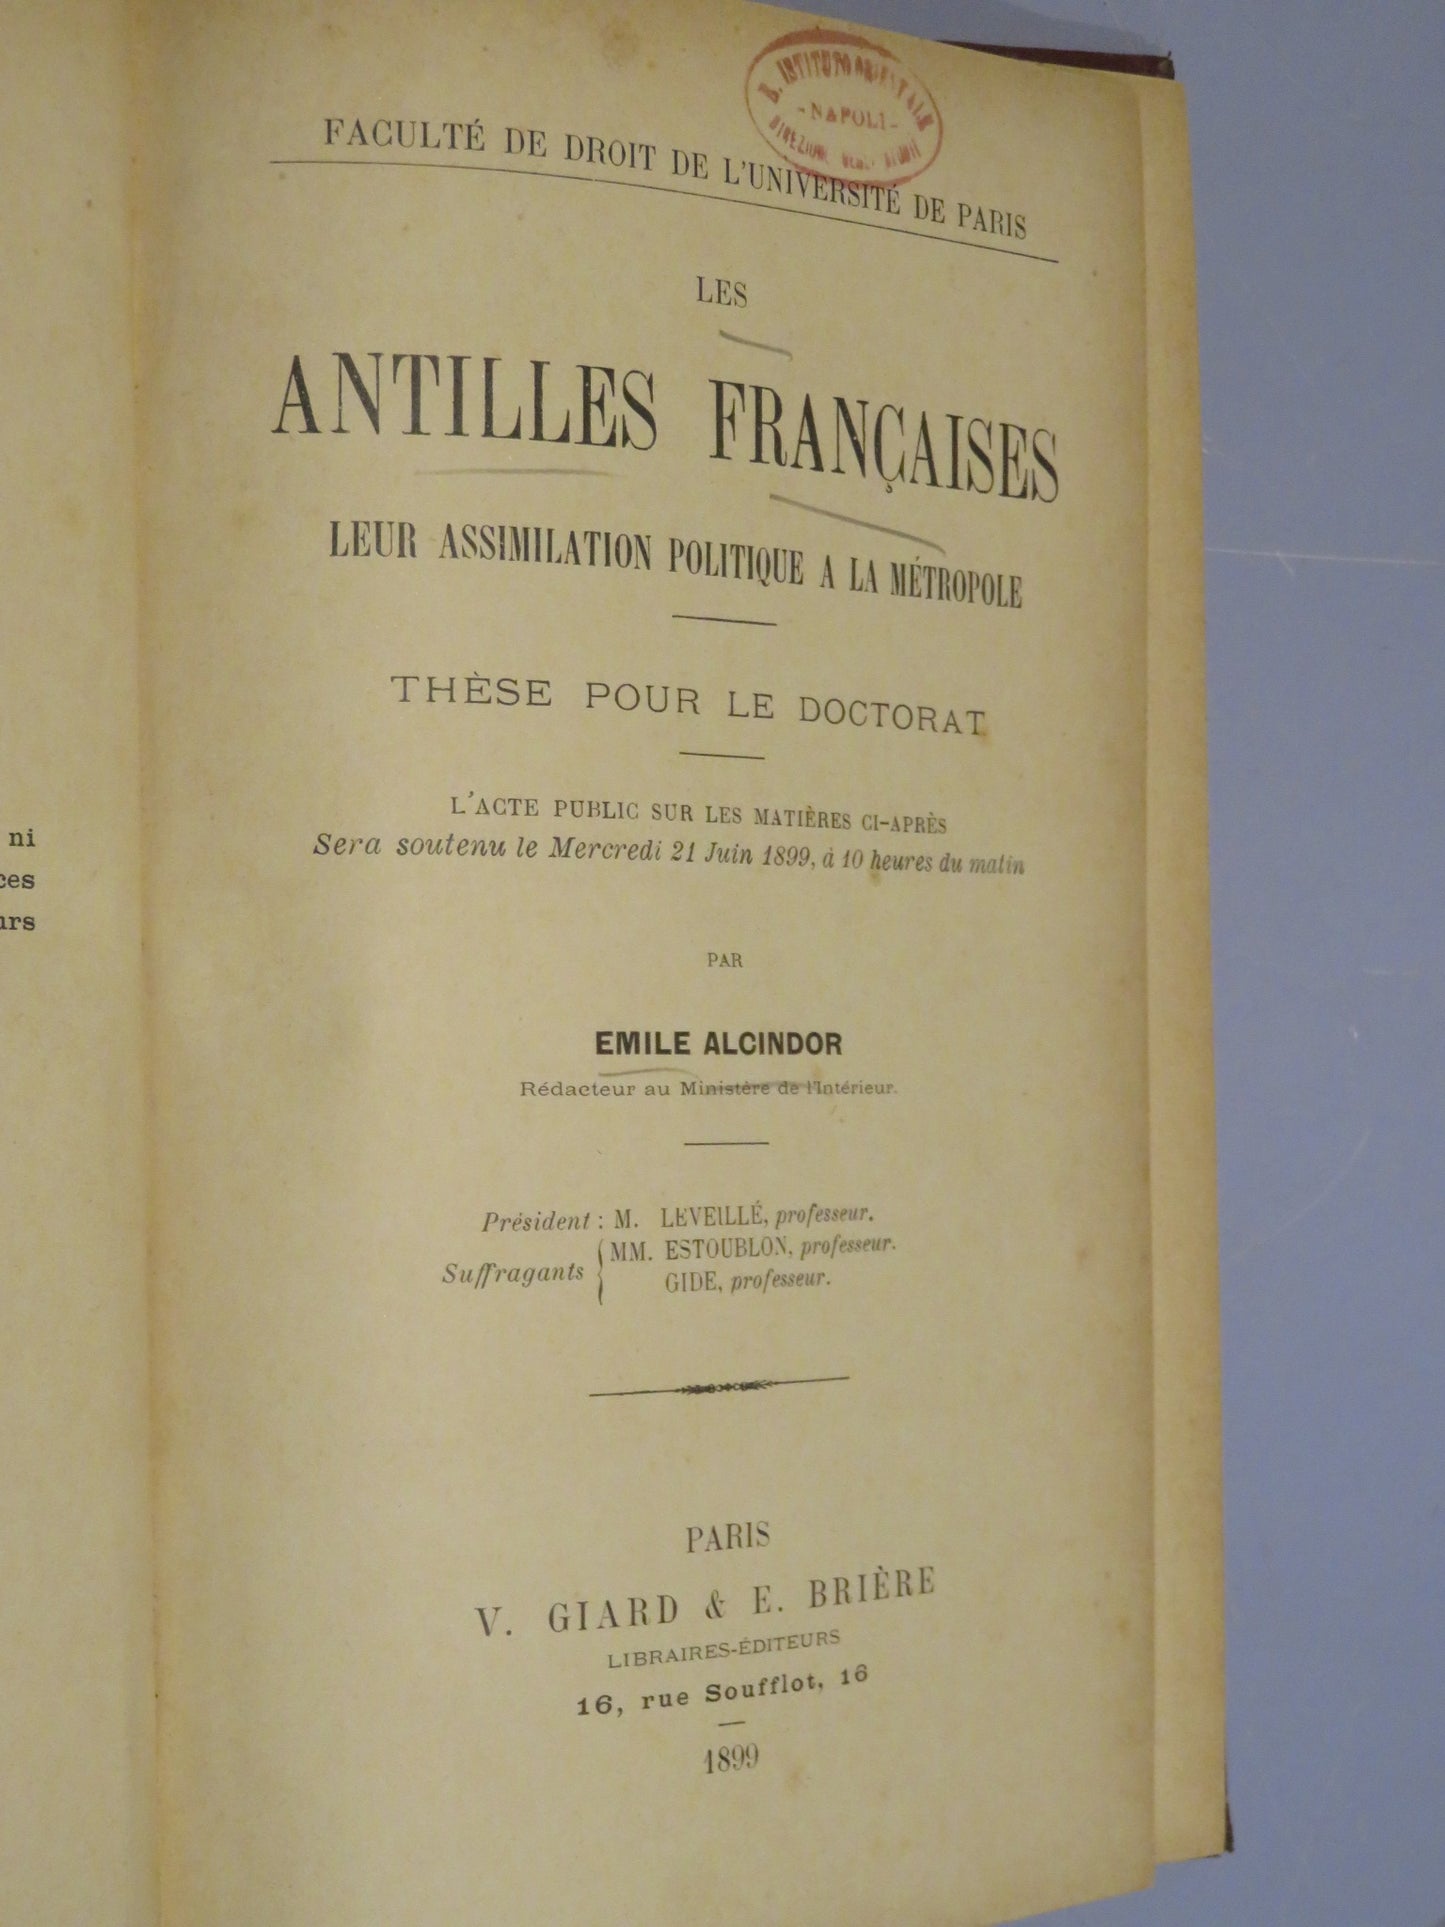 R. ISTITUTO ORIENTALE
- NAPOLI -
FACULTÉ DE DROIT DE L'UNIVERSITÉ DE PARIS
LES
ANTILLES FRANÇAISES
LEUR ASSIMILATION POLITIQUE A LA MÉTROPOLE
THÈSE POUR LE DOCTORAT
L'ACTE PUBLIC SUR LES MATIÈRES CI-APRÈS
Sera soutenu le Mercredi 21 Juin 1899, à 10 heures du matin
PAR
EMILE ALCINDOR
Rédacteur au Ministère de l'Intérieur.
Président : M. LEVEILLÉ, professeur.
Suffragants { MM. ESTOUBLON, professeur.
GIDE, professeur.
PARIS
V. GIARD & E. BRIÈRE
LIBRAIRES-ÉDITEURS
16, rue Soufflot, 16
1899
ni
ces
urs